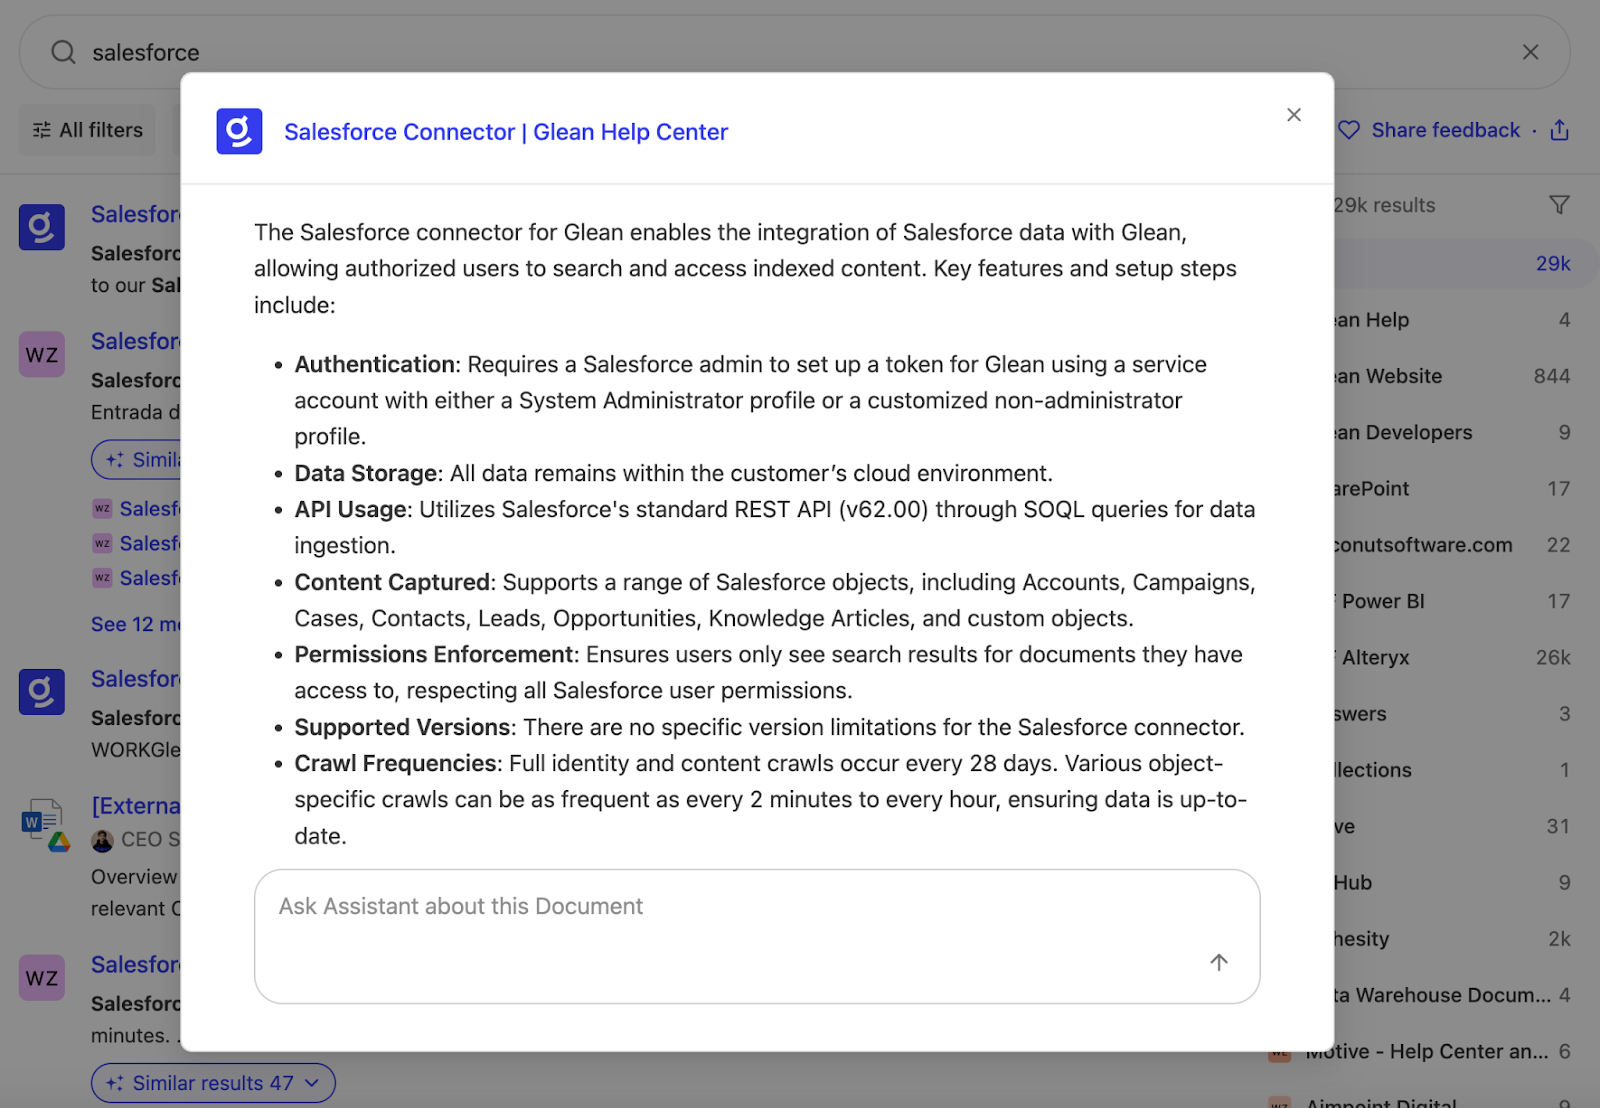 salesforce
All filters
Share feedback ·
Salesforce Connector | Glean Help Center
The Salesforce connector for Glean enables the integration of Salesforce data with Glean,
allowing authorized users to search and access indexed content. Key features and setup steps
include:
• Authentication: Requires a Salesforce admin to set up a token for Glean using a service
account with either a System Administrator profile or a customized non-administrator
profile.
• Data Storage: All data remains within the customer’s cloud environment.
• API Usage: Utilizes Salesforce's standard REST API (v62.00) through SOQL queries for data
ingestion.
• Content Captured: Supports a range of Salesforce objects, including Accounts, Campaigns,
Cases, Contacts, Leads, Opportunities, Knowledge Articles, and custom objects.
• Permissions Enforcement: Ensures users only see search results for documents they have
access to, respecting all Salesforce user permissions.
• Supported Versions: There are no specific version limitations for the Salesforce connector.
• Crawl Frequencies: Full identity and content crawls occur every 28 days. Various object-
specific crawls can be as frequent as every 2 minutes to every hour, ensuring data is up-to-
date.
Ask Assistant about this Document
g
Salesfor
Salesforc
to our Sal
WZ
Salesfor
Salesforc
Entrada d
Simila
WZ Salesf
WZ Salesf
WZ Salesf
See 12 mo
g
Salesfor
Salesforc
WORKGle
W
[Externa
CEO S
Overview
relevant C
WZ
Salesfor
Salesforc
minutes. .
Similar results 47
29k results
29k
ean Help 4
ean Website 844
ean Developers 9
arePoint 17
conutsoftware.com 22
Power BI 17
Alteryx 26k
swers 3
llections 1
ve 31
Hub 9
hesity 2k
ta Warehouse Docum... 4
Motive - Help Center an... 6
Aimpoint Digital 9